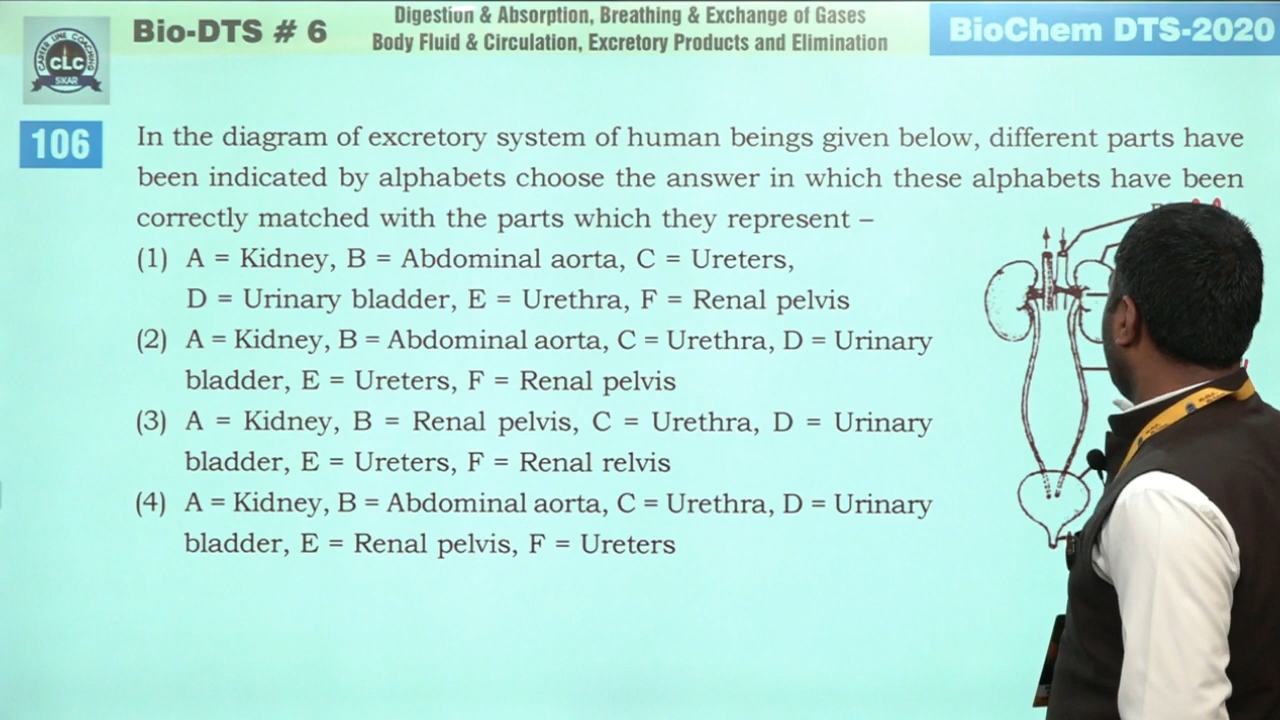 Bio-DTS # 6
Digestion & Absorption, Breathing & Exchange of Gases
Body Fluid & Circulation, Excretory Products and Elimination
BioChem DTS-2020
CAREER LINE COACHING
CLC
SIKAR
106
In the diagram of excretory system of human beings given below, different parts have
been indicated by alphabets choose the answer in which these alphabets have been
correctly matched with the parts which they represent –
(1) A = Kidney, B = Abdominal aorta, C = Ureters,
D = Urinary bladder, E = Urethra, F = Renal pelvis
(2) A = Kidney, B = Abdominal aorta, C = Urethra, D = Urinary
bladder, E = Ureters, F = Renal pelvis
(3) A = Kidney, B = Renal pelvis, C = Urethra, D = Urinary
bladder, E = Ureters, F = Renal relvis
(4) A = Kidney, B = Abdominal aorta, C = Urethra, D = Urinary
bladder, E = Renal pelvis, F = Ureters